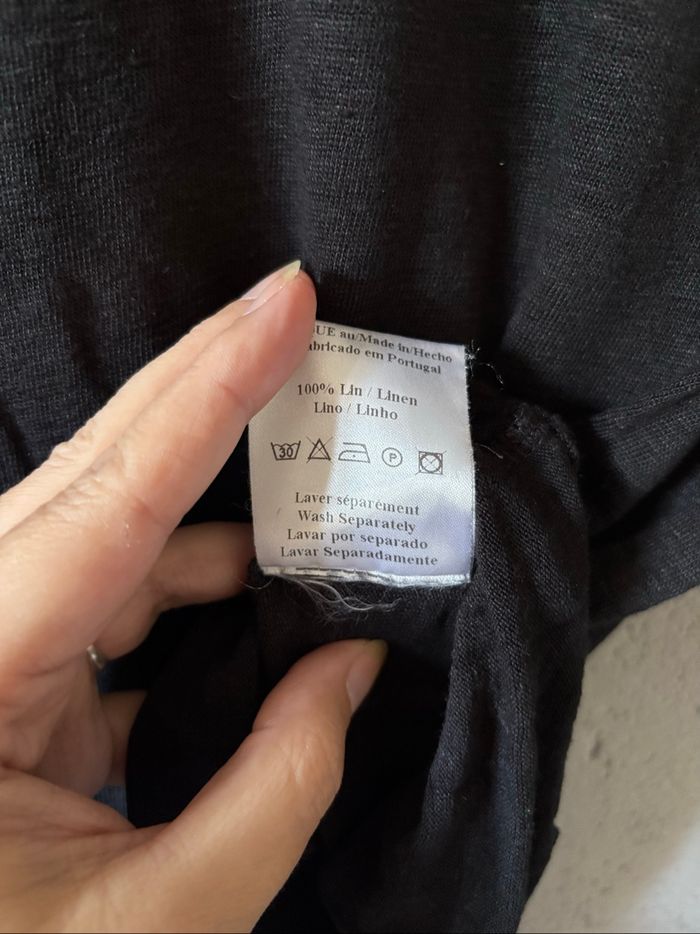 au/Made in/Hecho
em Portugal
100% Lin / Linen
Lino / Linho
30 P
Laver séparément
Wash Separately
Lavar por separado
Lavar Separadamente